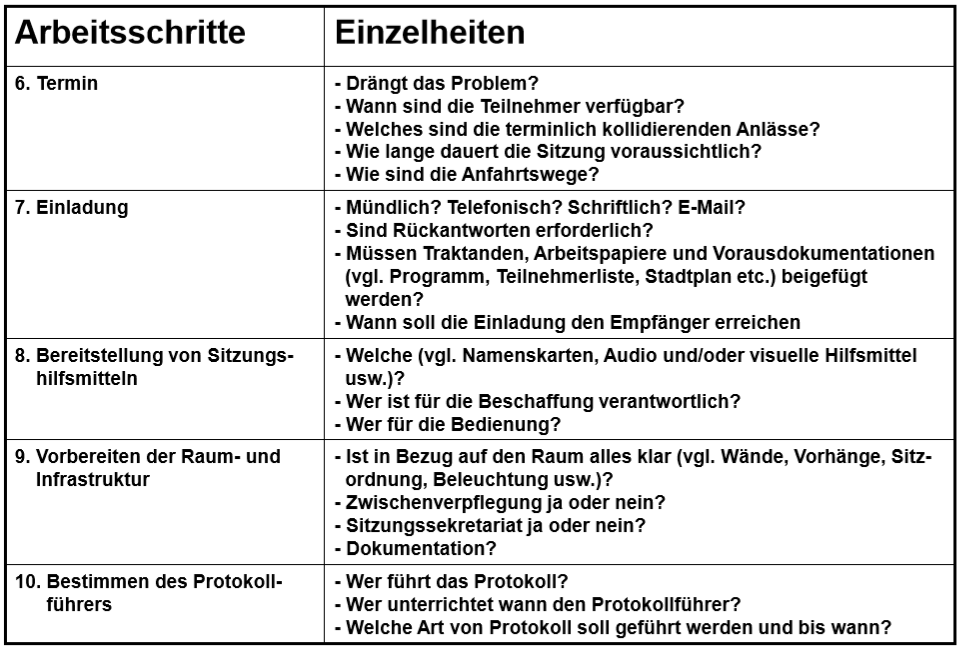 Arbeitsschritte
Einzelheiten
6. Termin
- Drängt das Problem?
- Wann sind die Teilnehmer verfügbar?
- Welches sind die terminlich kollidierenden Anlässe?
- Wie lange dauert die Sitzung voraussichtlich?
- Wie sind die Anfahrtswege?
7. Einladung
- Mündlich? Telefonisch? Schriftlich? E-Mail?
- Sind Rückantworten erforderlich?
- Müssen Traktanden, Arbeitspapiere und Vorausdokumentationen
(vgl. Programm, Teilnehmerliste, Stadtplan etc.) beigefügt
werden?
- Wann soll die Einladung den Empfänger erreichen
8. Bereitstellung von Sitzungs-
hilfsmitteln
- Welche (vgl. Namenskarten, Audio und/oder visuelle Hilfsmittel
usw.)?
- Wer ist für die Beschaffung verantwortlich?
- Wer für die Bedienung?
9. Vorbereiten der Raum- und
Infrastruktur
- Ist in Bezug auf den Raum alles klar (vgl. Wände, Vorhänge, Sitz-
ordnung, Beleuchtung usw.)?
- Zwischenverpflegung ja oder nein?
- Sitzungssekretariat ja oder nein?
- Dokumentation?
10. Bestimmen des Protokoll-
führers
- Wer führt das Protokoll?
- Wer unterrichtet wann den Protokollführer?
- Welche Art von Protokoll soll geführt werden und bis wann?